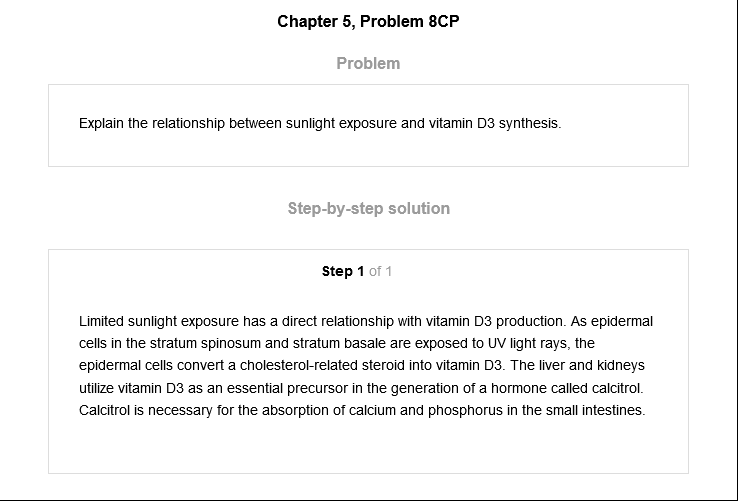 Chapter 5, Problem 8CP
Problem
Explain the relationship between sunlight exposure and vitamin D3 synthesis.
Step-by-step solution
Step 1 of 1
Limited sunlight exposure has a direct relationship with vitamin D3 production. As epidermal
cells in the stratum spinosum and stratum basale are exposed to UV light rays, the
epidermal cells convert a cholesterol-related steroid into vitamin D3. The liver and kidneys
utilize vitamin D3 as an essential precursor in the generation of a hormone called calcitrol.
Calcitrol is necessary for the absorption of calcium and phosphorus in the small intestines.